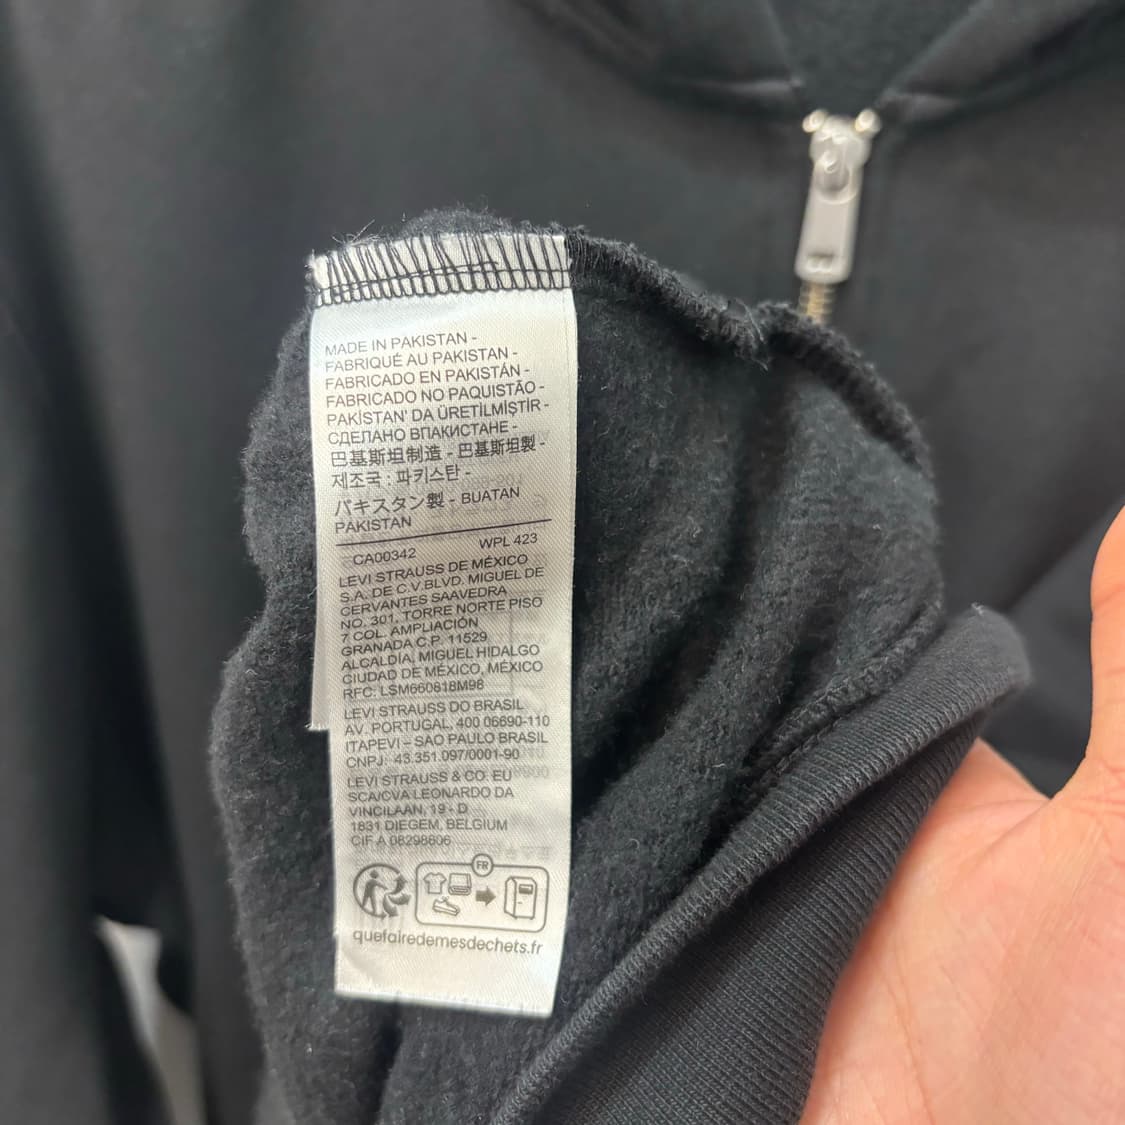 MADE IN PAKISTAN -
FABRIQUÉ AU PAKISTAN -
FABRICADO EN PAKISTÁN -
FABRICADO NO PAQUISTÃO -
PAKİSTAN' DA ÜRETİLMİŞTİR -
СДЕЛАНО ВПАКИСТАНЕ -
巴基斯坦制造 - 巴基斯坦製 -
제조국 : 파키스탄 -
パキスタン製 - BUATAN
PAKISTAN
CA00342 WPL 423
LEVI STRAUSS DE MÉXICO
S.A. DE C.V.BLVD. MIGUEL DE
CERVANTES SAAVEDRA
NO. 301, TORRE NORTE PISO
7 COL. AMPLIACIÓN
GRANADA C.P. 11529
ALCALDÍA, MIGUEL HIDALGO
CIUDAD DE MÉXICO, MÉXICO
RFC: LSM660818M98
LEVI STRAUSS DO BRASIL
AV. PORTUGAL, 400 06690-110
ITAPEVI – SAO PAULO BRASIL
CNPJ: 43.351.097/0001-90
LEVI STRAUSS & CO. EU
SCA/CVA LEONARDO DA
VINCILAAN, 19 - D
1831 DIEGEM, BELGIUM
CIF A 08298606
FR
quefairedemesdechets.fr